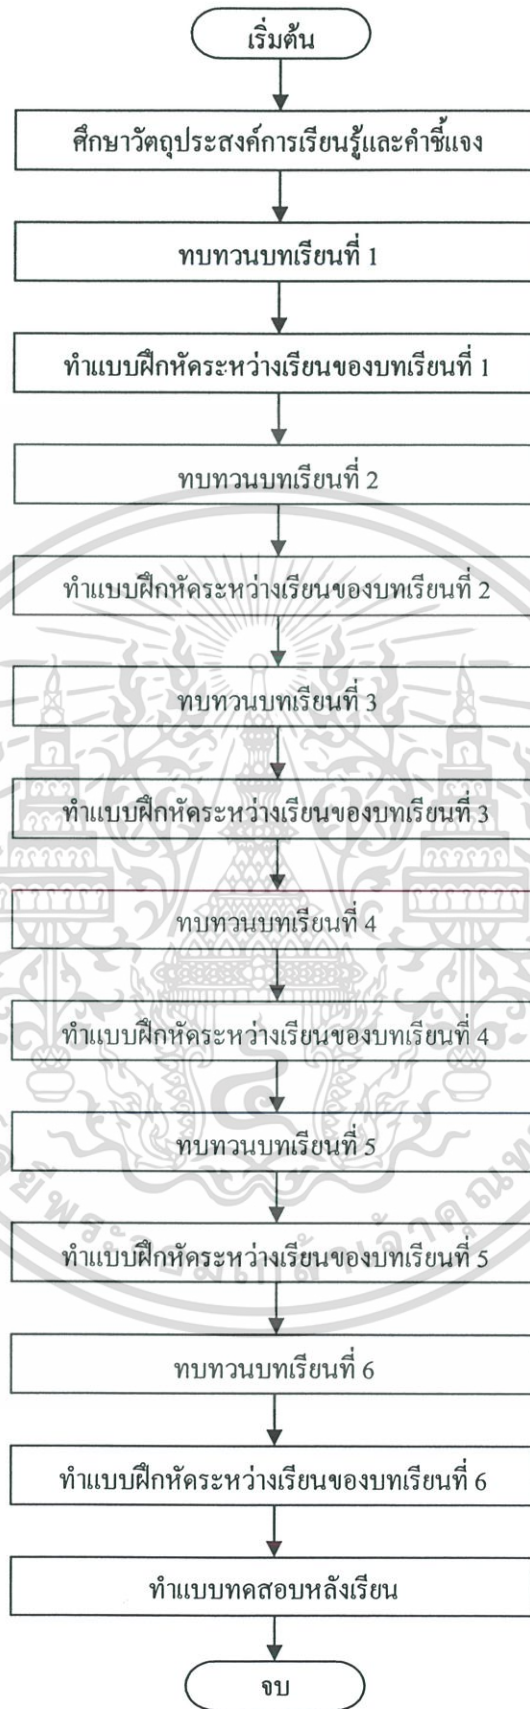 เริ่มต้น
ศึกษาวัตถุประสงค์การเรียนรู้และคำชี้แจง
ทบทวนบทเรียนที่ 1
ทำแบบฝึกหัดระหว่างเรียนของบทเรียนที่ 1
ทบทวนบทเรียนที่ 2
ทำแบบฝึกหัดระหว่างเรียนของบทเรียนที่ 2
ทบทวนบทเรียนที่ 3
ทำแบบฝึกหัดระหว่างเรียนของบทเรียนที่ 3
ทบทวนบทเรียนที่ 4
ทำแบบฝึกหัดระหว่างเรียนของบทเรียนที่ 4
ทบทวนบทเรียนที่ 5
ทำแบบฝึกหัดระหว่างเรียนของบทเรียนที่ 5
ทบทวนบทเรียนที่ 6
ทำแบบฝึกหัดระหว่างเรียนของบทเรียนที่ 6
ทำแบบทดสอบหลังเรียน
จบ